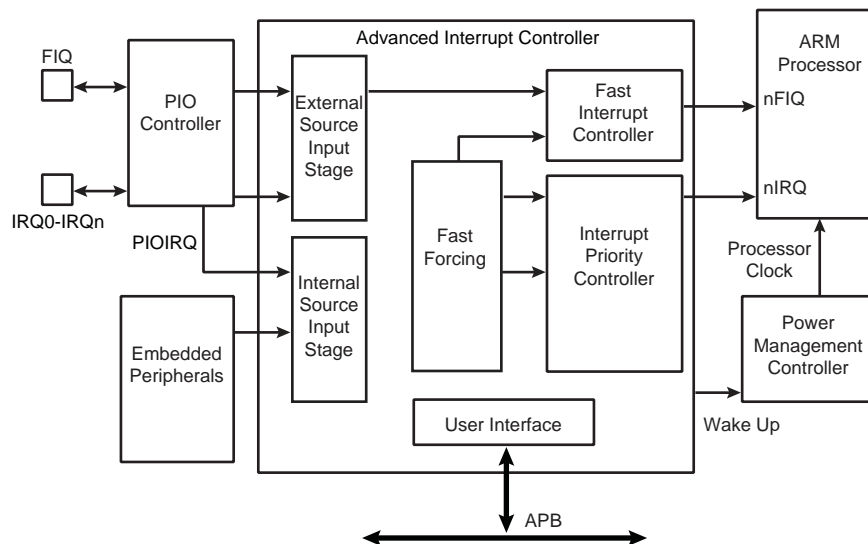 Advanced Interrupt Controller
FIQ
PIO
Controller
IRQ0-IRQn
PIOIRQ
Embedded
Peripherals
External
Source
Input
Stage
Internal
Source
Input
Stage
Fast
Forcing
Fast
Interrupt
Controller
Interrupt
Priority
Controller
User Interface
APB
ARM
Processor
nFIQ
nIRQ
Processor
Clock
Power
Management
Controller
Wake Up